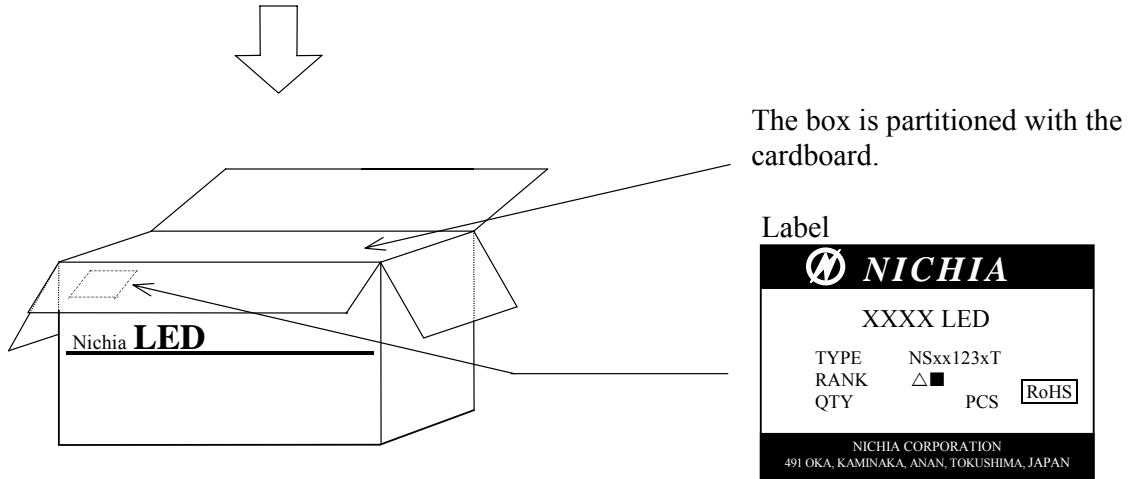 The box is partitioned with the
cardboard.
Label
NICHIA
XXXX LED
TYPE NSxx123xT
RANK △■
QTY PCS
RoHS
NICHIA CORPORATION
491 OKA, KAMINAKA, ANAN, TOKUSHIMA, JAPAN
Nichia LED